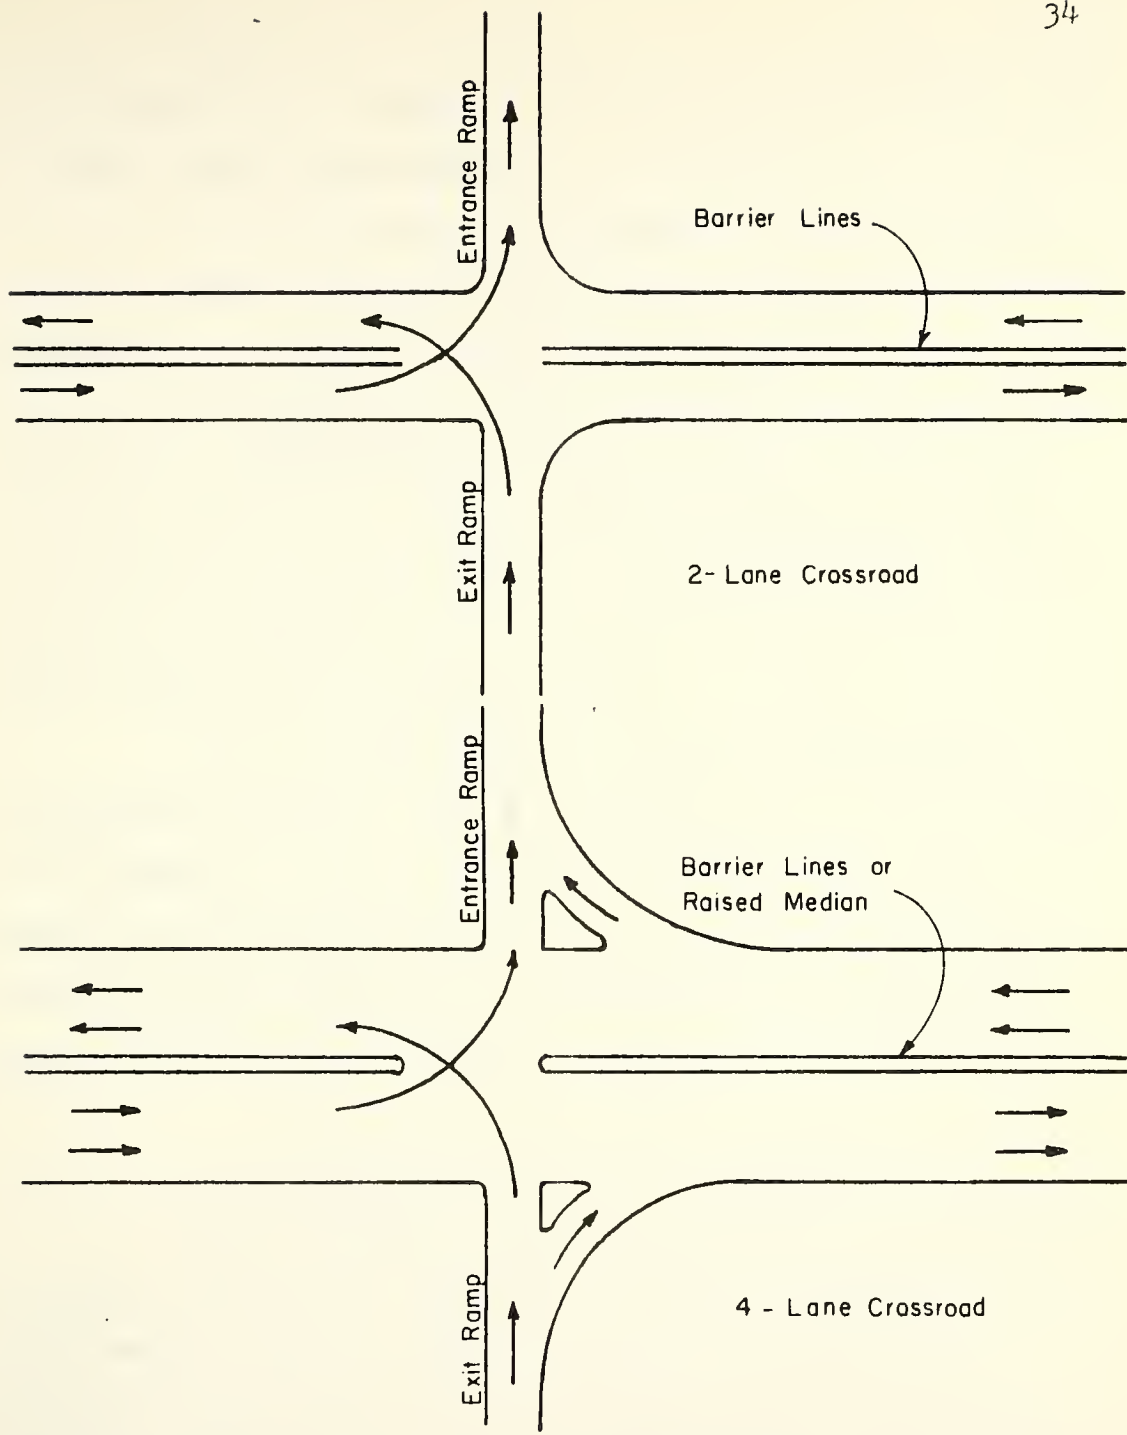 34
Entrance Ramp
Barrier Lines
Exit Ramp
2- Lane Crossroad
Entrance Ramp
Barrier Lines or
Raised Median
Exit Ramp
4 - Lane Crossroad